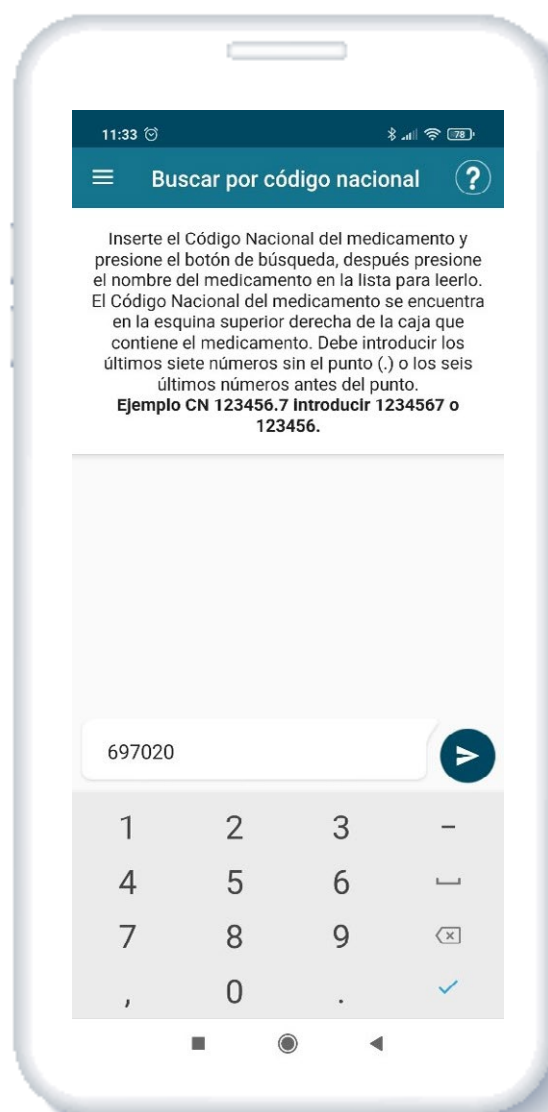 11:33
78
Buscar por código nacional
?
Inserte el Código Nacional del medicamento y
presione el botón de búsqueda, después presione
el nombre del medicamento en la lista para leerlo.
El Código Nacional del medicamento se encuentra
en la esquina superior derecha de la caja que
contiene el medicamento. Debe introducir los
últimos siete números sin el punto (.) o los seis
últimos números antes del punto.
Ejemplo CN 123456.7 introducir 1234567 o
123456.
697020
1 2 3 -
4 5 6
7 8 9
, 0 .